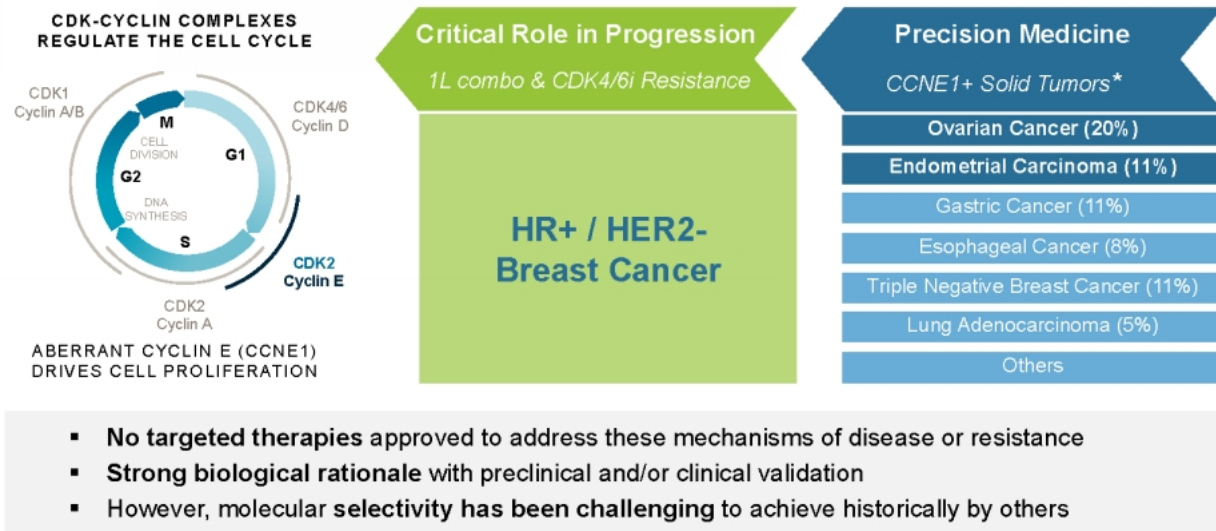 CDK-CYCLIN COMPLEXES
REGULATE THE CELL CYCLE
CDK1
Cyclin A/B
CDK4/6
Cyclin D
M
CELL
DIVISION
G1
G2
DNA
SYNTHESIS
S
CDK2
Cyclin E
CDK2
Cyclin A
ABERRANT CYCLIN E (CCNE1)
DRIVES CELL PROLIFERATION
Critical Role in Progression
1L combo & CDK4/6i Resistance
HR+ / HER2-
Breast Cancer
Precision Medicine
CCNE1+ Solid Tumors*
Ovarian Cancer (20%)
Endometrial Carcinoma (11%)
Gastric Cancer (11%)
Esophageal Cancer (8%)
Triple Negative Breast Cancer (11%)
Lung Adenocarcinoma (5%)
Others
▪ No targeted therapies approved to address these mechanisms of disease or resistance
▪ Strong biological rationale with preclinical and/or clinical validation
▪ However, molecular selectivity has been challenging to achieve historically by others